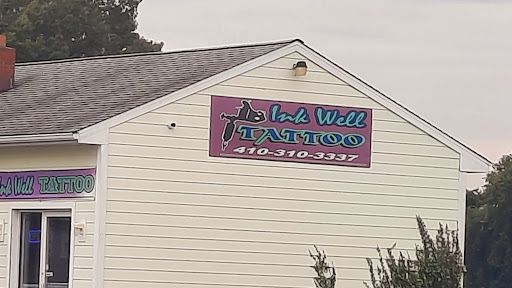 Ink Well
TATTOO
410-310-3337
Ink Well TATTOO